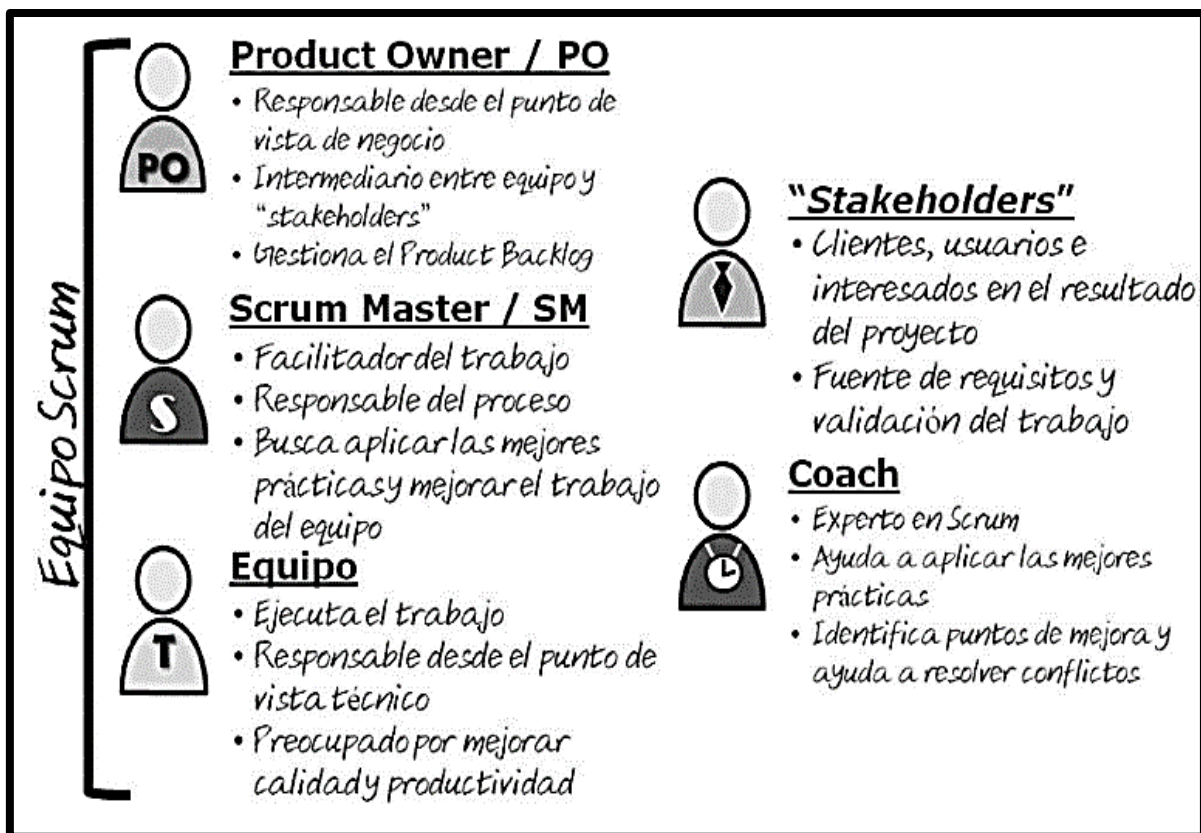 Equipo Scrum
Product Owner / PO
• Responsable desde el punto de
vista de negocio
• Intermediario entre equipo y
"stakeholders"
• Gestiona el Product Backlog
PO
Scrum Master / SM
• Facilitador del trabajo
• Responsable del proceso
• Busca aplicar las mejores
prácticas y mejorar el trabajo
del equipo
S
Equipo
• Ejecuta el trabajo
• Responsable desde el punto de
vista técnico
• Preocupado por mejorar
calidad y productividad
T
"Stakeholders"
• Clientes, usuarios e
interesados en el resultado
del proyecto
• Fuente de requisitos y
validación del trabajo
Coach
• Experto en Scrum
• Ayuda a aplicar las mejores
prácticas
• Identifica puntos de mejora y
ayuda a resolver conflictos